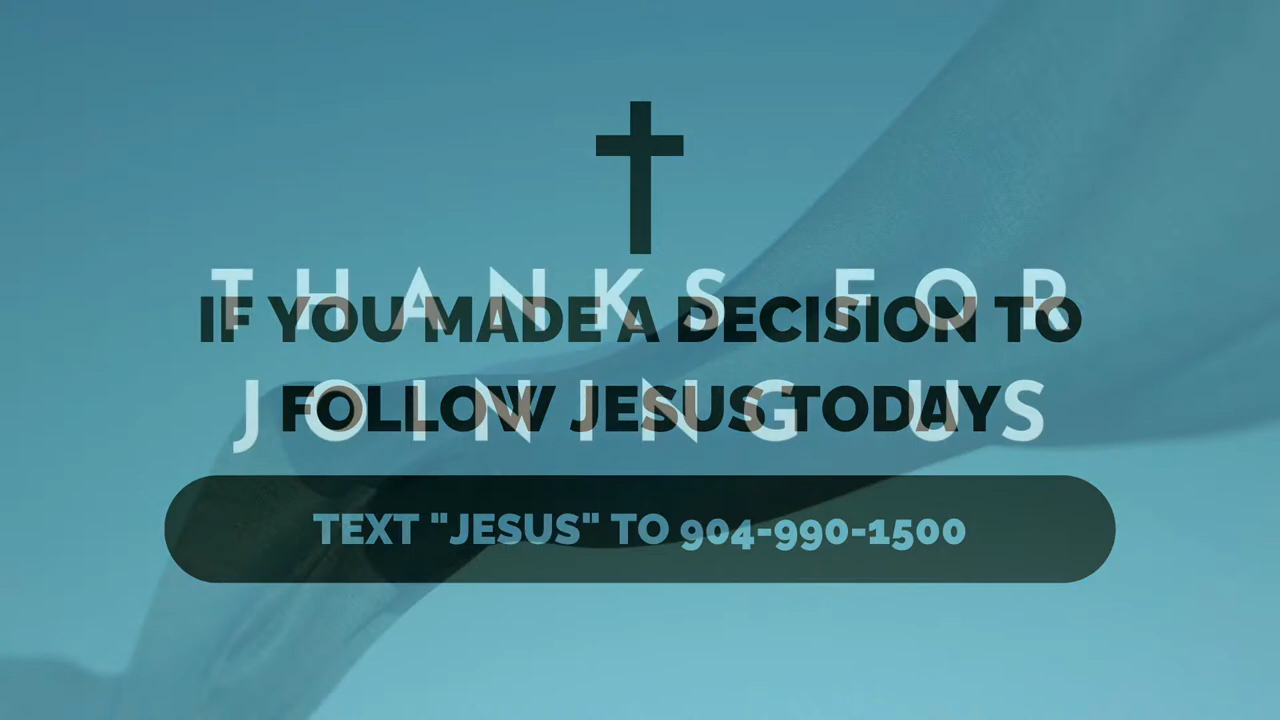 THANKS FOR
IF YOU MADE A DECISION TO
JOINING US
FOLLOW JESUS TODAY
TEXT "JESUS" TO 904-990-1500